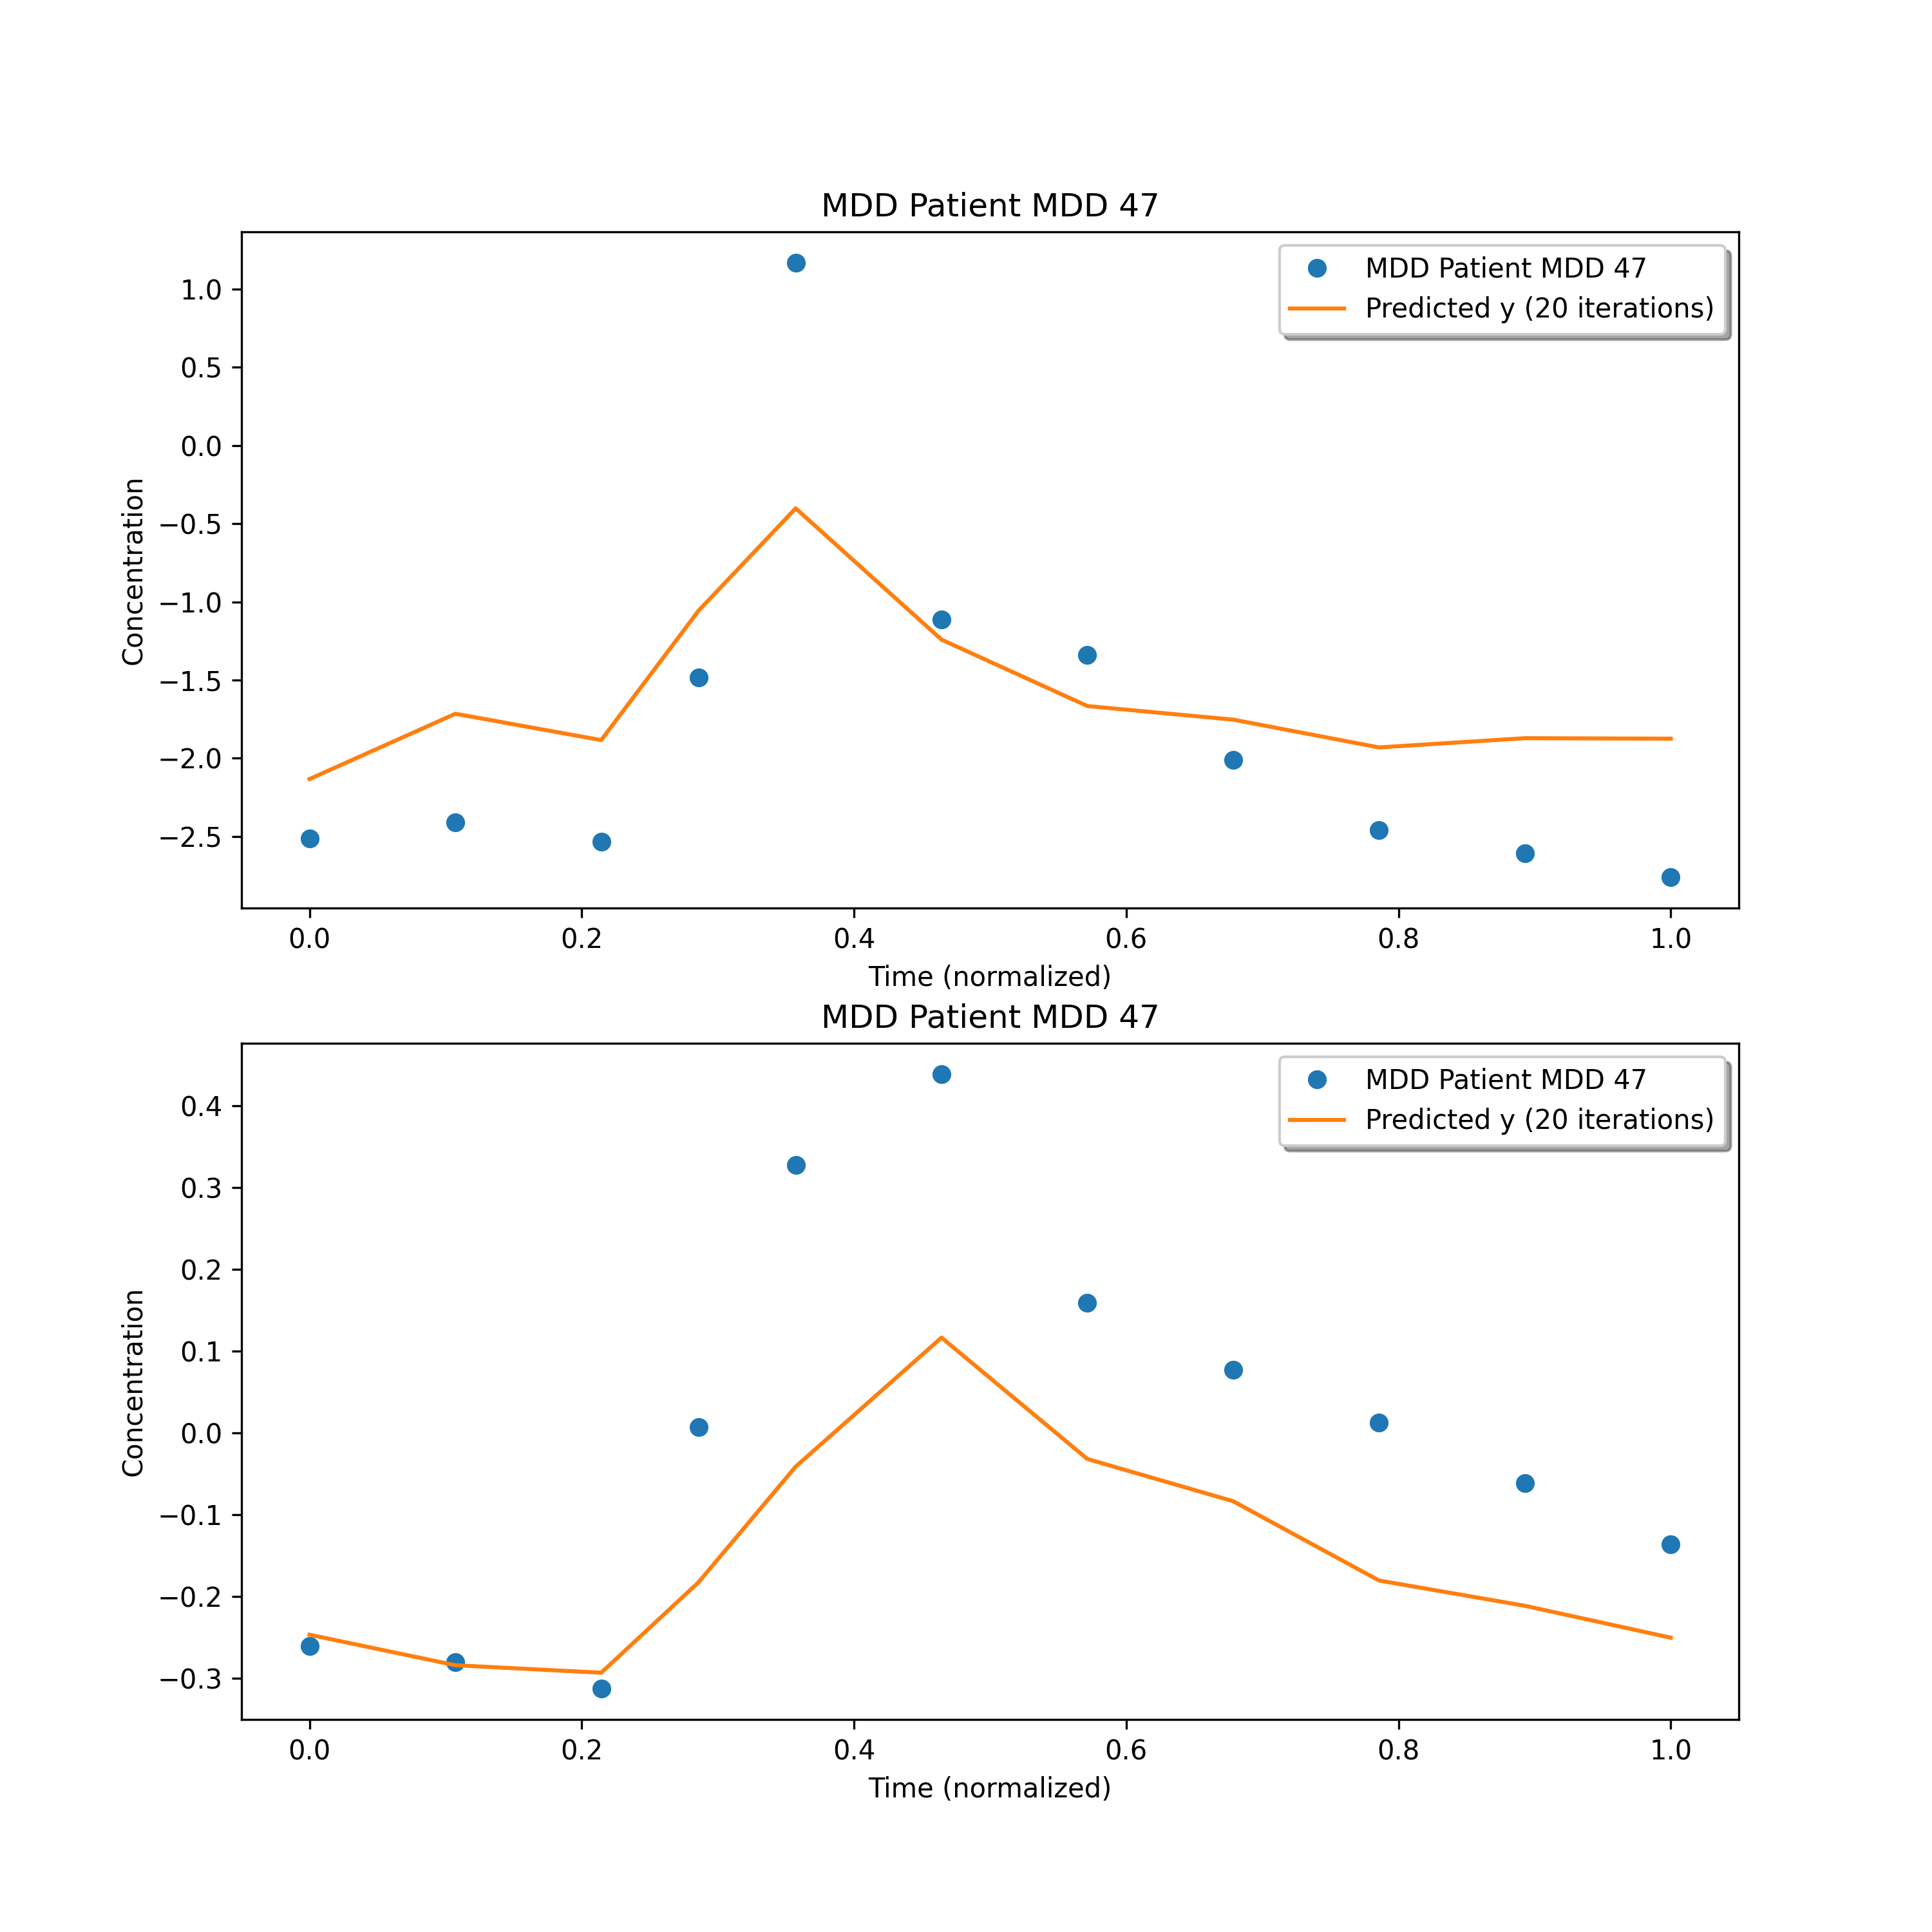 MDD Patient MDD 47
MDD Patient MDD 47
Predicted y (20 iterations)
1.0
0.5
0.0
−0.5
−1.0
−1.5
−2.0
−2.5
Concentration
0.0 0.2 0.4 0.6 0.8 1.0
Time (normalized)
MDD Patient MDD 47
MDD Patient MDD 47
Predicted y (20 iterations)
0.4
0.3
0.2
0.1
0.0
−0.1
−0.2
−0.3
Concentration
0.0 0.2 0.4 0.6 0.8 1.0
Time (normalized)